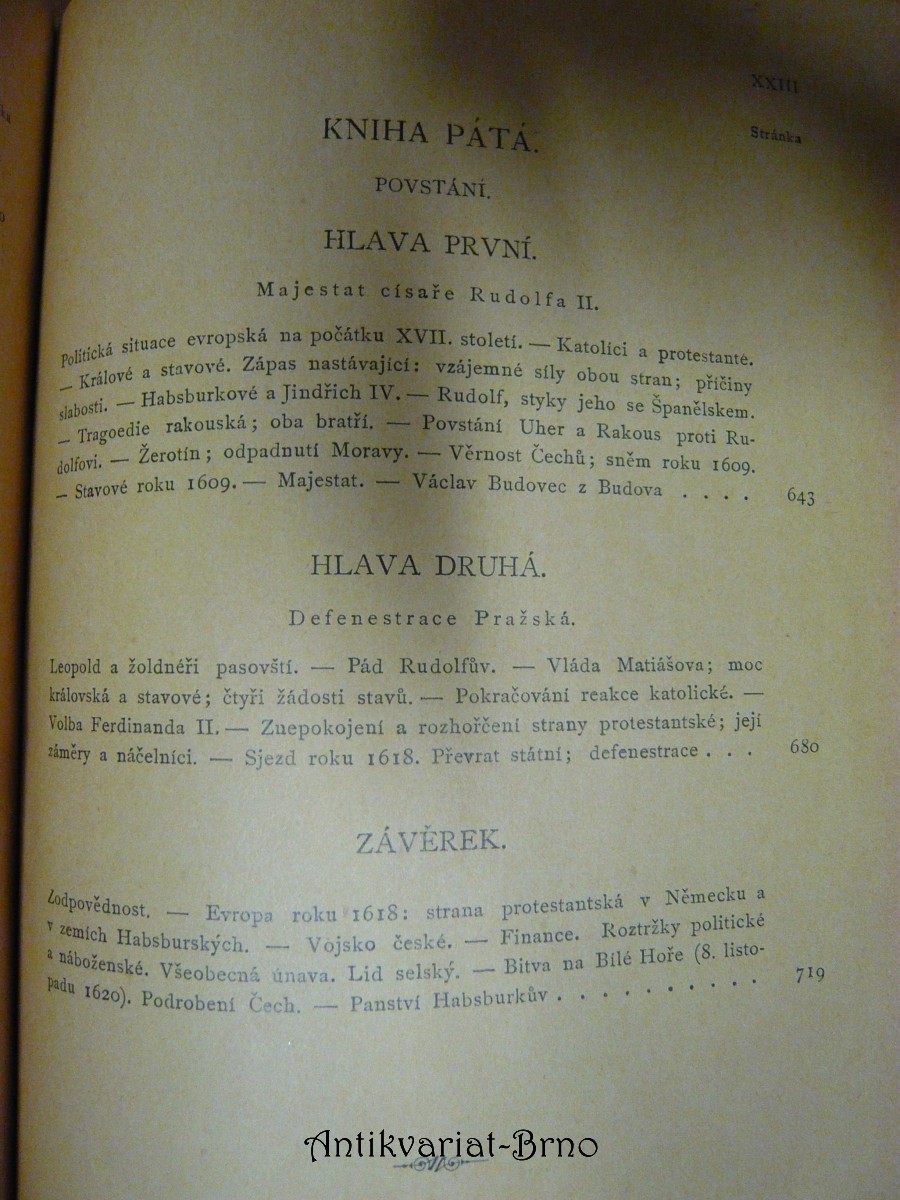 XXIII
Stránka
KNIHA PÁTÁ.
POVSTÁNÍ.
HLAVA PRVNÍ.
Majestat císaře Rudolfa II.
Politická situace evropská na počátku XVII. století. — Katolíci a protestanté.
— Králové a stavové. Zápas nastávající: vzájemné síly obou stran; příčiny
slabosti. — Habsburkové a Jindřich IV. — Rudolf, styky jeho se Španělskem.
— Tragoedie rakouská; oba bratří. — Povstání Uher a Rakous proti Ru-
dolfovi. — Žerotín; odpadnutí Moravy. — Věrnost Čechů; sněm roku 1609.
— Stavové roku 1609. — Majestat. — Václav Budovec z Budova . . . . 643
HLAVA DRUHÁ.
Defenestrace Pražská.
Leopold a žoldnéři pasovští. — Pád Rudolfův. — Vláda Matiášova; moc
královská a stavové; čtyři žádosti stavů. — Pokračování reakce katolické. —
Volba Ferdinanda II. — Znepokojení a rozhořčení strany protestantské; její
záměry a náčelníci. — Sjezd roku 1618. Převrat státní; defenestrace . . . 680
ZÁVĚREK.
Zodpovědnost. — Evropa roku 1618: strana protestantská v Německu a
v zemích Habsburských. — Vojsko české. — Finance. Roztržky politické
a náboženské. Všeobecná únava. Lid selský. — Bitva na Bílé Hoře (8. listo-
padu 1620). Podrobení Čech. — Panství Habsburkův . . . . . . . . . 719
Antikvariat-Brno